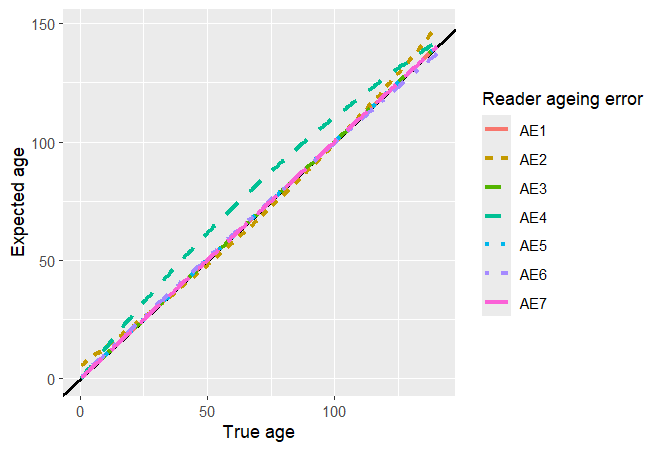 150
100
50
0
Expected age
0
50
100
True age
Reader ageing error
AE1
AE2
AE3
AE4
AE5
AE6
AE7